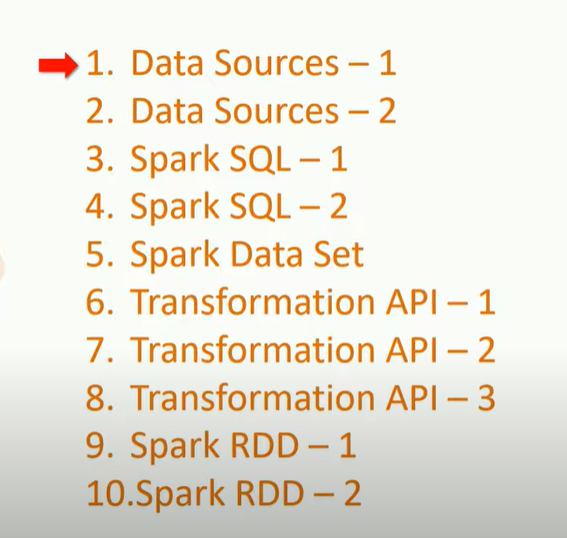 1. Data Sources – 1
2. Data Sources – 2
3. Spark SQL – 1
4. Spark SQL – 2
5. Spark Data Set
6. Transformation API – 1
7. Transformation API – 2
8. Transformation API – 3
9. Spark RDD – 1
10.Spark RDD – 2